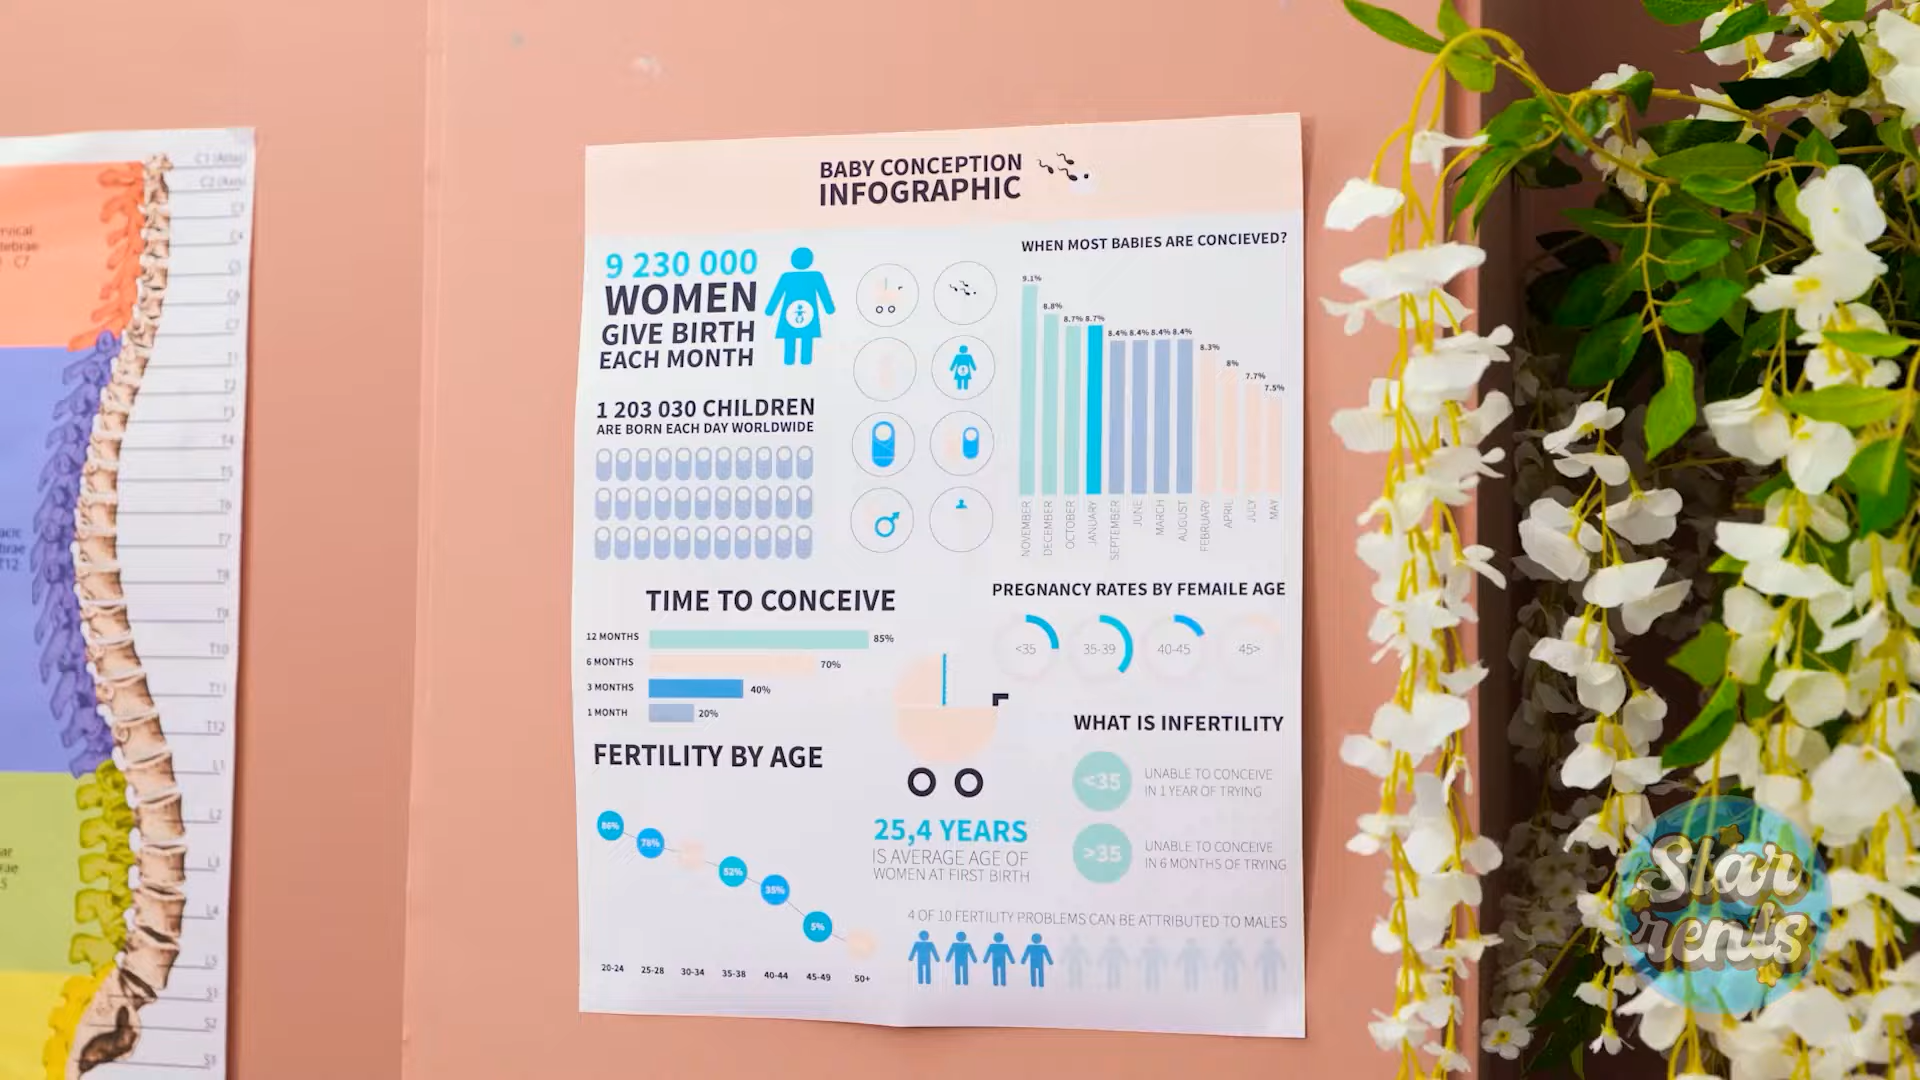 C1 (Atlas)
C2 (Axis)
C3
C4
C5
C6
C7
T1
T2
T3
T4
T5
T6
T7
T8
T9
T10
T11
T12
L1
L2
L3
L4
L5
S1
S2
C7
T12
BABY CONCEPTION
INFOGRAPHIC
9 230 000
WOMEN
GIVE BIRTH
EACH MONTH
1 203 030 CHILDREN
ARE BORN EACH DAY WORLDWIDE
WHEN MOST BABIES ARE CONCIEVED?
9.1%
8.8%
8.7% 8.7%
8.4% 8.4% 8.4% 8.4%
8.3%
8%
7.7%
7.5%
NOVEMBER
DECEMBER
OCTOBER
JANUARY
SEPTEMBER
JUNE
MARCH
AUGUST
FEBRUARY
APRIL
JULY
MAY
TIME TO CONCEIVE
12 MONTHS 85%
6 MONTHS 70%
3 MONTHS 40%
1 MONTH 20%
PREGNANCY RATES BY FEMAILE AGE
<35 35-39 40-45 45>
FERTILITY BY AGE
86%
78%
52%
35%
5%
20-24 25-28 30-34 35-38 40-44 45-49 50+
25,4 YEARS
IS AVERAGE AGE OF
WOMEN AT FIRST BIRTH
WHAT IS INFERTILITY
<35
UNABLE TO CONCEIVE
IN 1 YEAR OF TRYING
>35
UNABLE TO CONCEIVE
IN 6 MONTHS OF TRYING
4 OF 10 FERTILITY PROBLEMS CAN BE ATTRIBUTED TO MALES
Star
rents